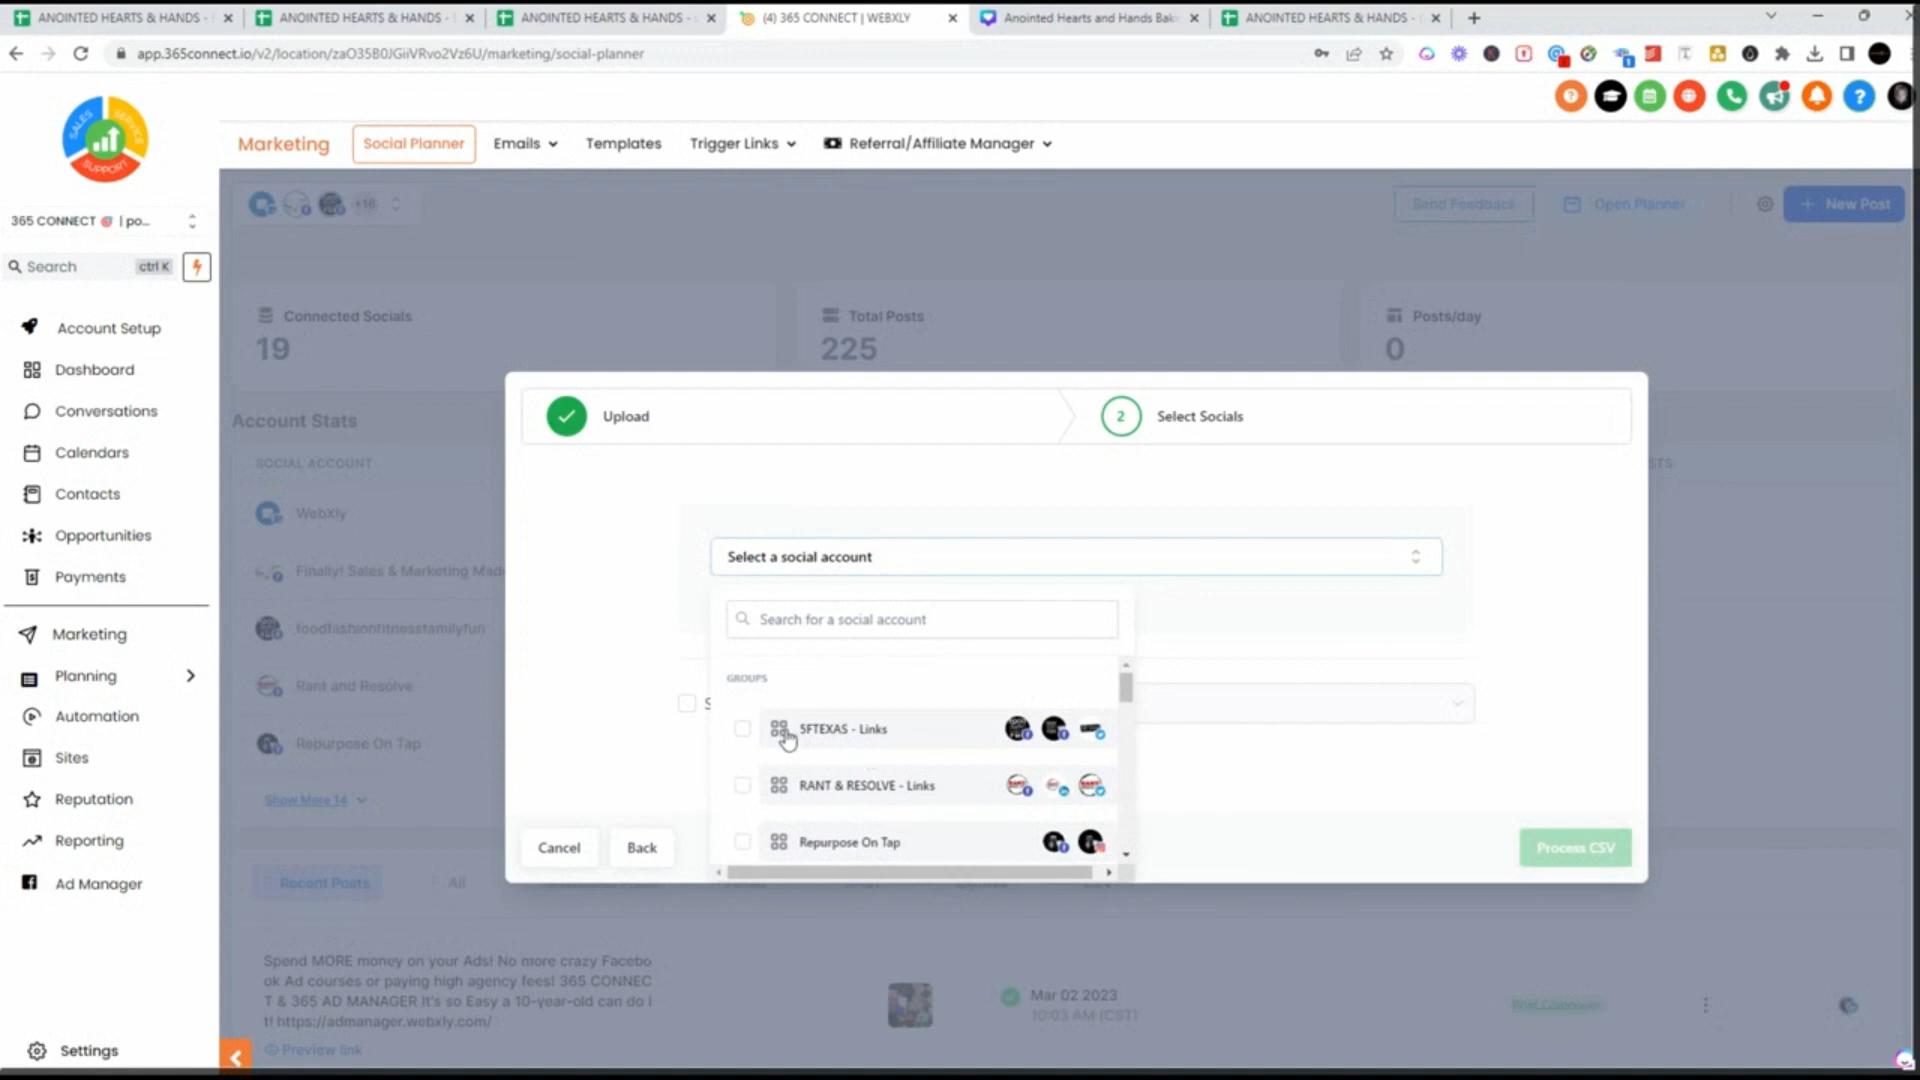 ANOINTED HEARTS & HANDS -
ANOINTED HEARTS & HANDS -
ANOINTED HEARTS & HANDS -
(4) 365 CONNECT | WEBXLY
Anointed Hearts and Hands Bak
ANOINTED HEARTS & HANDS -
app.365connect.io/v2/location/zaO35B0JGiiVRvo2Vz6U/marketing/social-planner
SALES
SERVICE
SUPPORT
Marketing
Social Planner
Emails
Templates
Trigger Links
Referral/Affiliate Manager
365 CONNECT 🎯 | po...
+16
Send Feedback
Open Planner
+ New Post
Search
ctrl K
Account Setup
Dashboard
Conversations
Calendars
Contacts
Opportunities
Payments
Marketing
Planning
Automation
Sites
Reputation
Reporting
Ad Manager
Settings
Connected Socials
19
Total Posts
225
Posts/day
0
Account Stats
SOCIAL ACCOUNT
STS
WebXly
Finally! Sales & Marketing Mad
foodfashionfitnessfamilyfun
Rant and Resolve
Repurpose On Tap
Show More 14
Upload
2
Select Socials
Select a social account
Search for a social account
GROUPS
5FTEXAS - Links
RANT & RESOLVE - Links
Repurpose On Tap
S
Cancel
Back
Process CSV
Recent Posts
All
Spend MORE money on your Ads! No more crazy Facebo
ok Ad courses or paying high agency fees! 365 CONNEC
T & 365 AD MANAGER It's so Easy a 10-year-old can do i
t! https://admanager.webxly.com/
Preview link
Mar 02 2023
10:03 AM (CST)